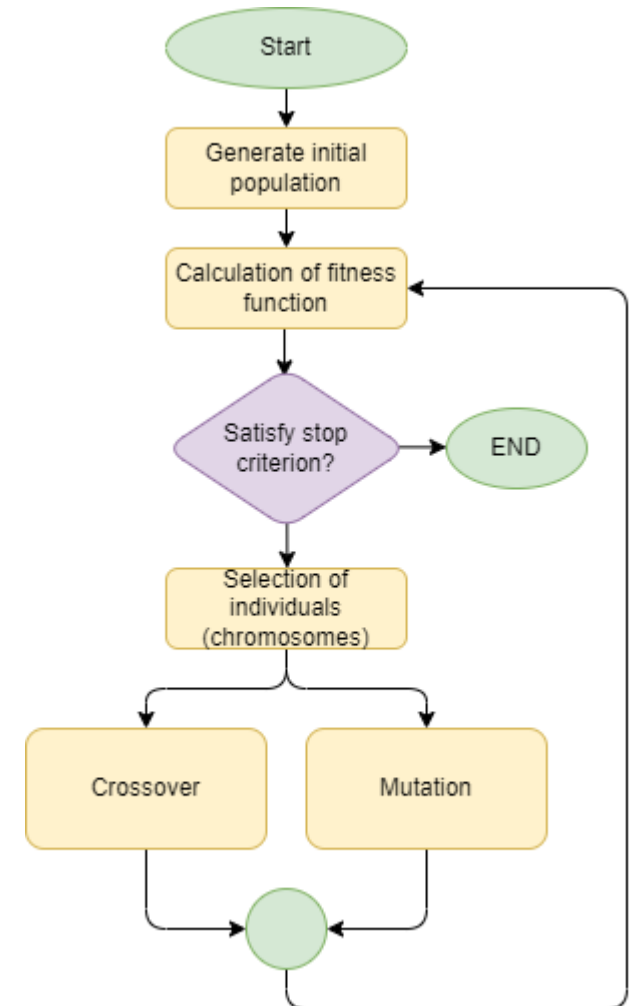 Start
Generate initial
population
Calculation of fitness
function
Satisfy stop
criterion?
END
Selection of
individuals
(chromosomes)
Crossover
Mutation